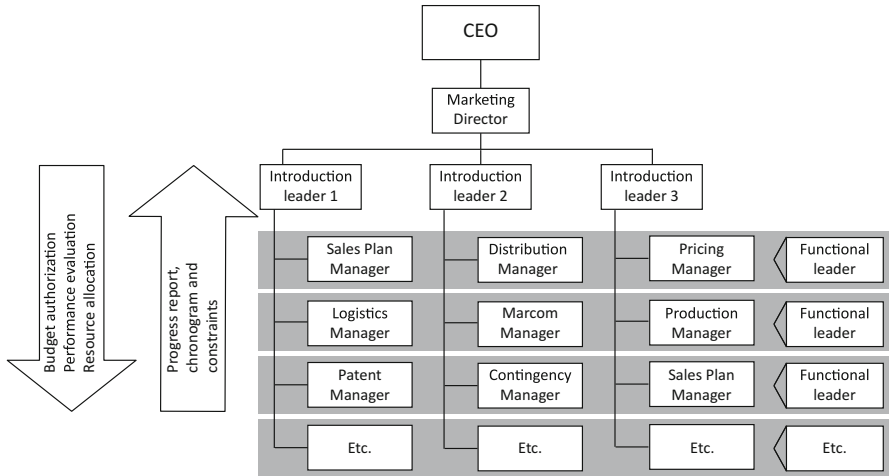 CEO
Marketing
Director
Introduction
leader 1
Introduction
leader 2
Introduction
leader 3
Budget authorization
Performance evaluation
Resource allocation
Progress report,
chronogram and
constraints
Sales Plan
Manager
Distribution
Manager
Pricing
Manager
Functional
leader
Logistics
Manager
Marcom
Manager
Production
Manager
Functional
leader
Patent
Manager
Contingency
Manager
Sales Plan
Manager
Functional
leader
Etc.
Etc.
Etc.
Etc.